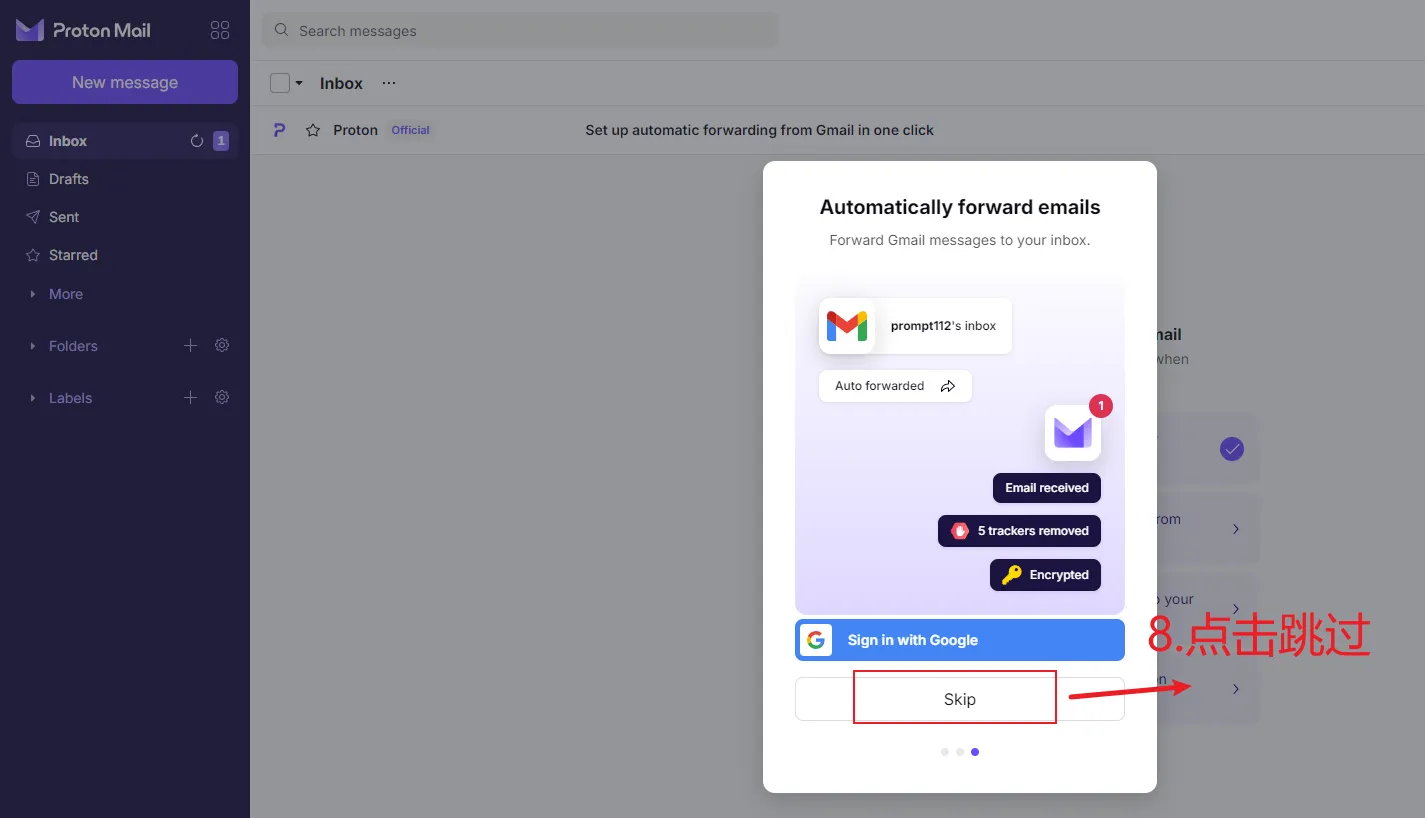 Proton Mail
New message
Inbox
1
Drafts
Sent
Starred
More
Folders
Labels
Search messages
Inbox
Proton Official Set up automatic forwarding from Gmail in one click
Automatically forward emails
Forward Gmail messages to your inbox.
prompt112's inbox
Auto forwarded
1
Email received
5 trackers removed
Encrypted
Sign in with Google
Skip
when
your
8.点击跳过